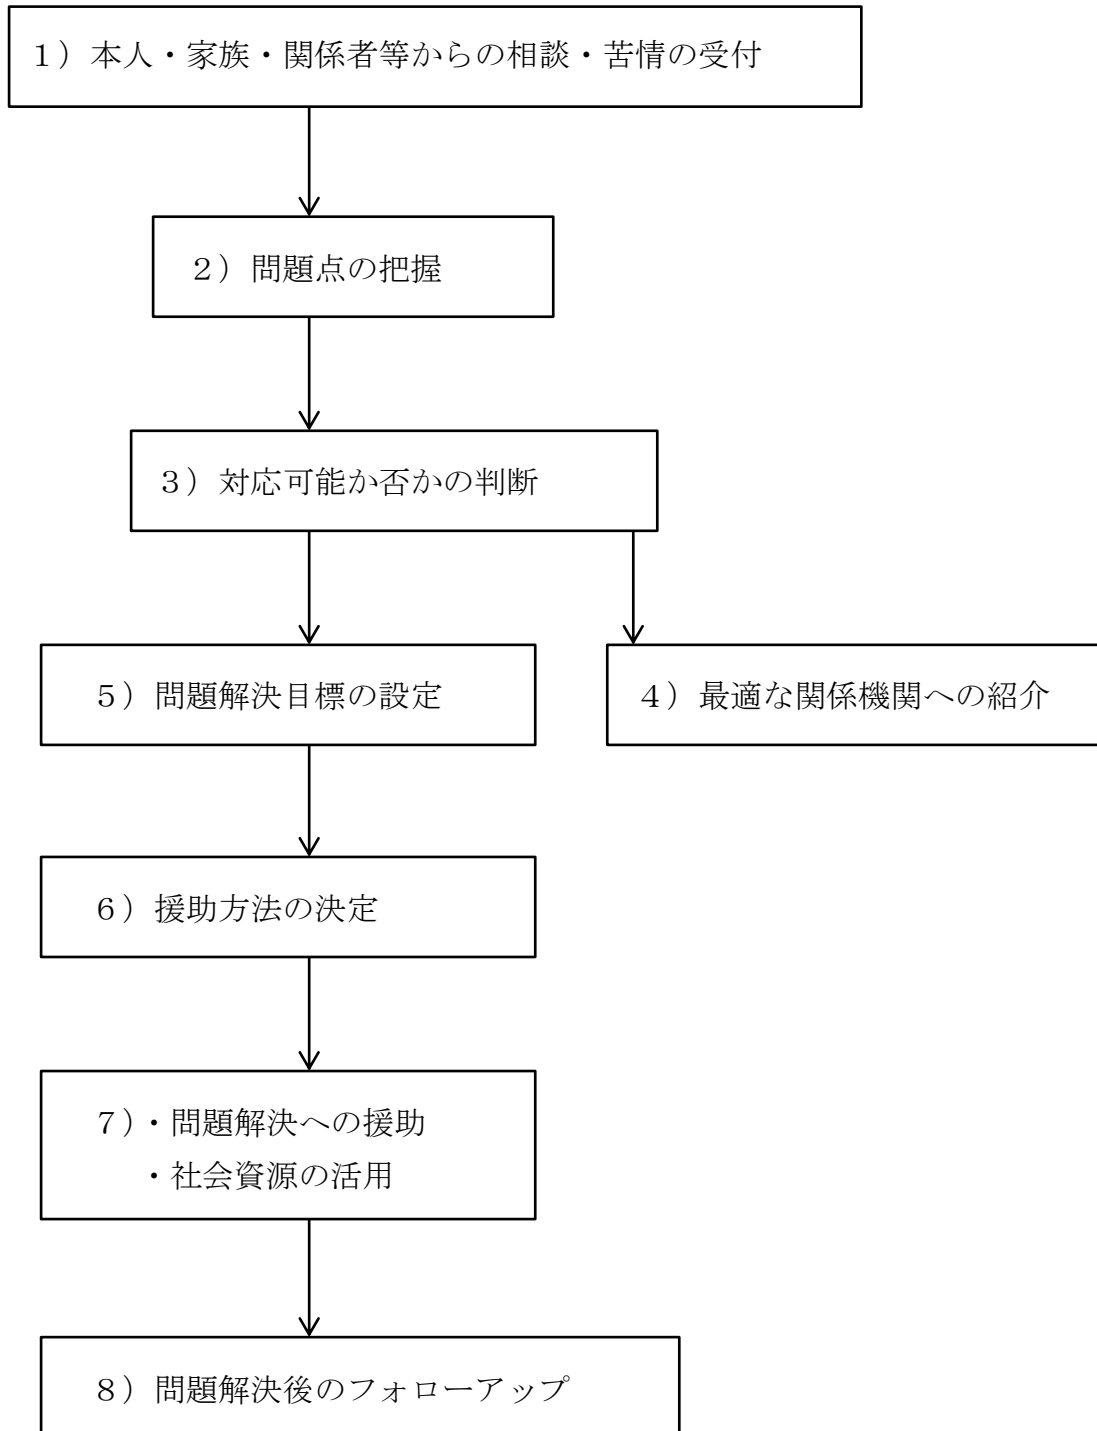 １）本人・家族・関係者等からの相談・苦情の受付
２）問題点の把握
３）対応可能か否かの判断
５）問題解決目標の設定
４）最適な関係機関への紹介
６）援助方法の決定
７）・問題解決への援助
・社会資源の活用
８）問題解決後のフォローアップ